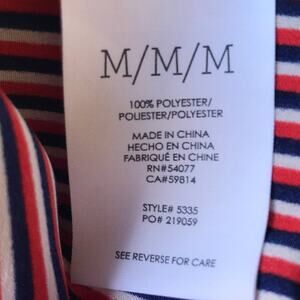 M/M/M
100% POLYESTER/
POLIESTER/POLYESTER
MADE IN CHINA
HECHO EN CHINA
FABRIQUÉ EN CHINE
RN#54077
CA#59814
STYLE# 5335
PO# 219059
SEE REVERSE FOR CARE